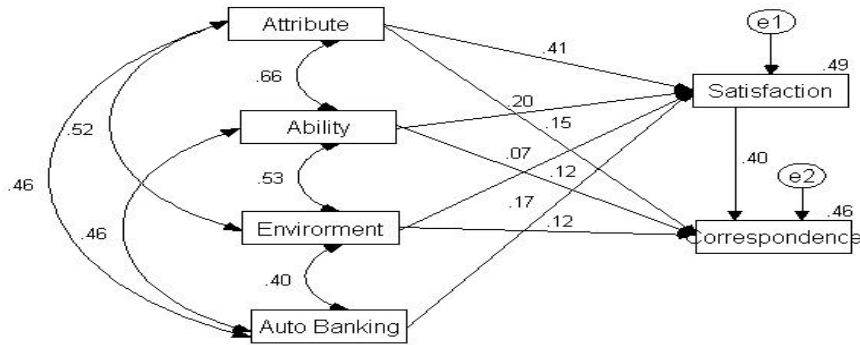 Attribute
e1
.41
.49
Satisfaction
.66
.20
.15
.52
Ability
.07
.40
.12
e2
.46
.53
.17
.46
.46
Envirorment
.12
Correspondence
.40
Auto Banking